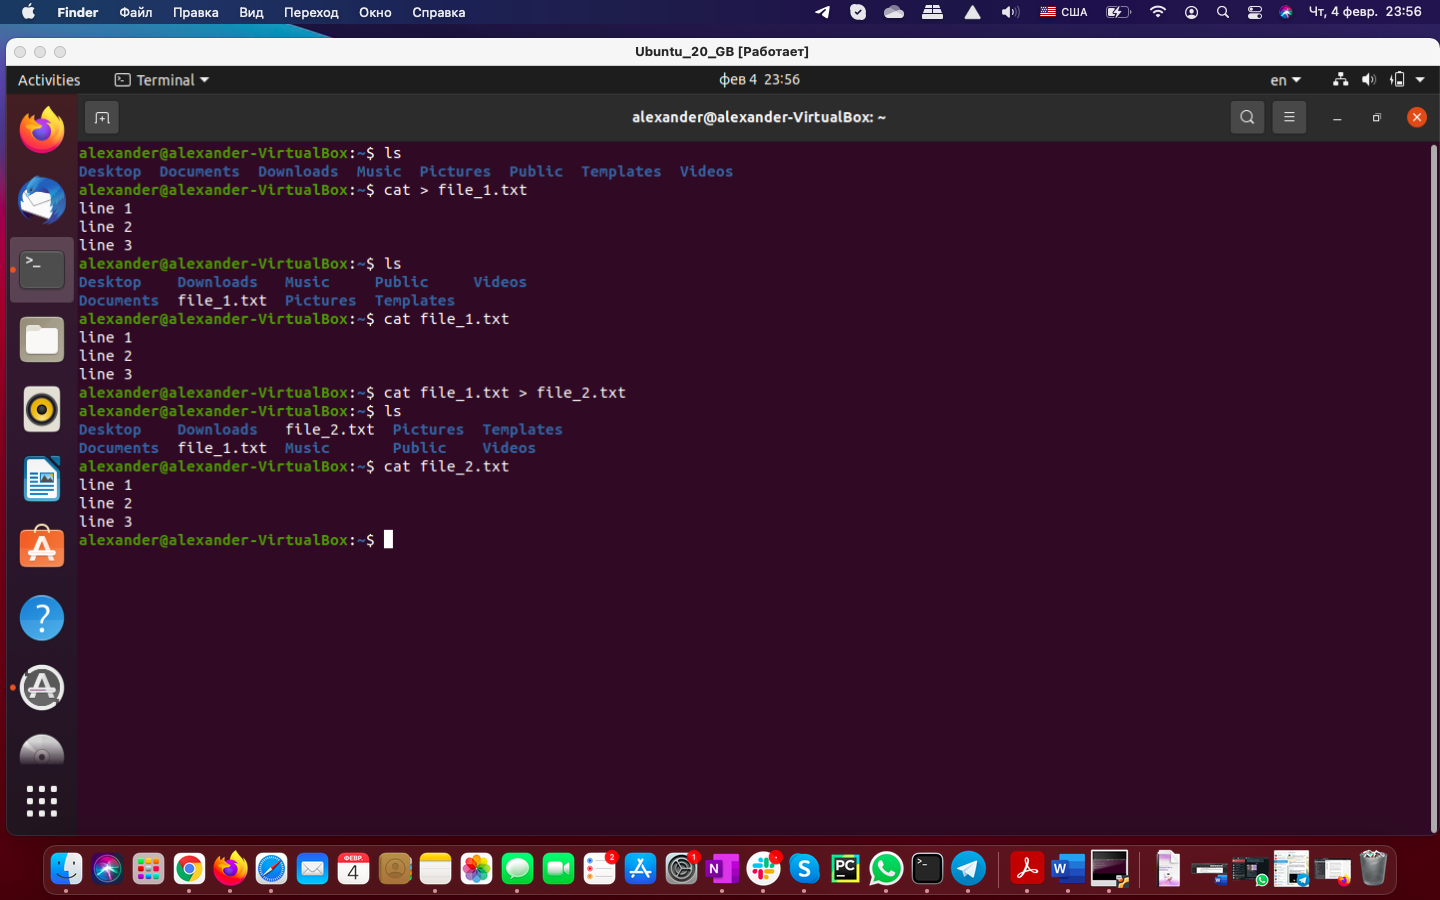 Finder Файл Правка Вид Переход Окно Справка США Чт, 4 февр. 23:56
Ubuntu_20_GB [Работает]
Activities Terminal фев 4 23:56 en
alexander@alexander-VirtualBox: ~
alexander@alexander-VirtualBox:~$ ls
Desktop Documents Downloads Music Pictures Public Templates Videos
alexander@alexander-VirtualBox:~$ cat > file_1.txt
line 1
line 2
line 3
alexander@alexander-VirtualBox:~$ ls
Desktop Downloads Music Public Videos
Documents file_1.txt Pictures Templates
alexander@alexander-VirtualBox:~$ cat file_1.txt
line 1
line 2
line 3
alexander@alexander-VirtualBox:~$ cat file_1.txt > file_2.txt
alexander@alexander-VirtualBox:~$ ls
Desktop Downloads file_2.txt Pictures Templates
Documents file_1.txt Music Public Videos
alexander@alexander-VirtualBox:~$ cat file_2.txt
line 1
line 2
line 3
alexander@alexander-VirtualBox:~$
ФЕВР. 4 2 1 N S PC W